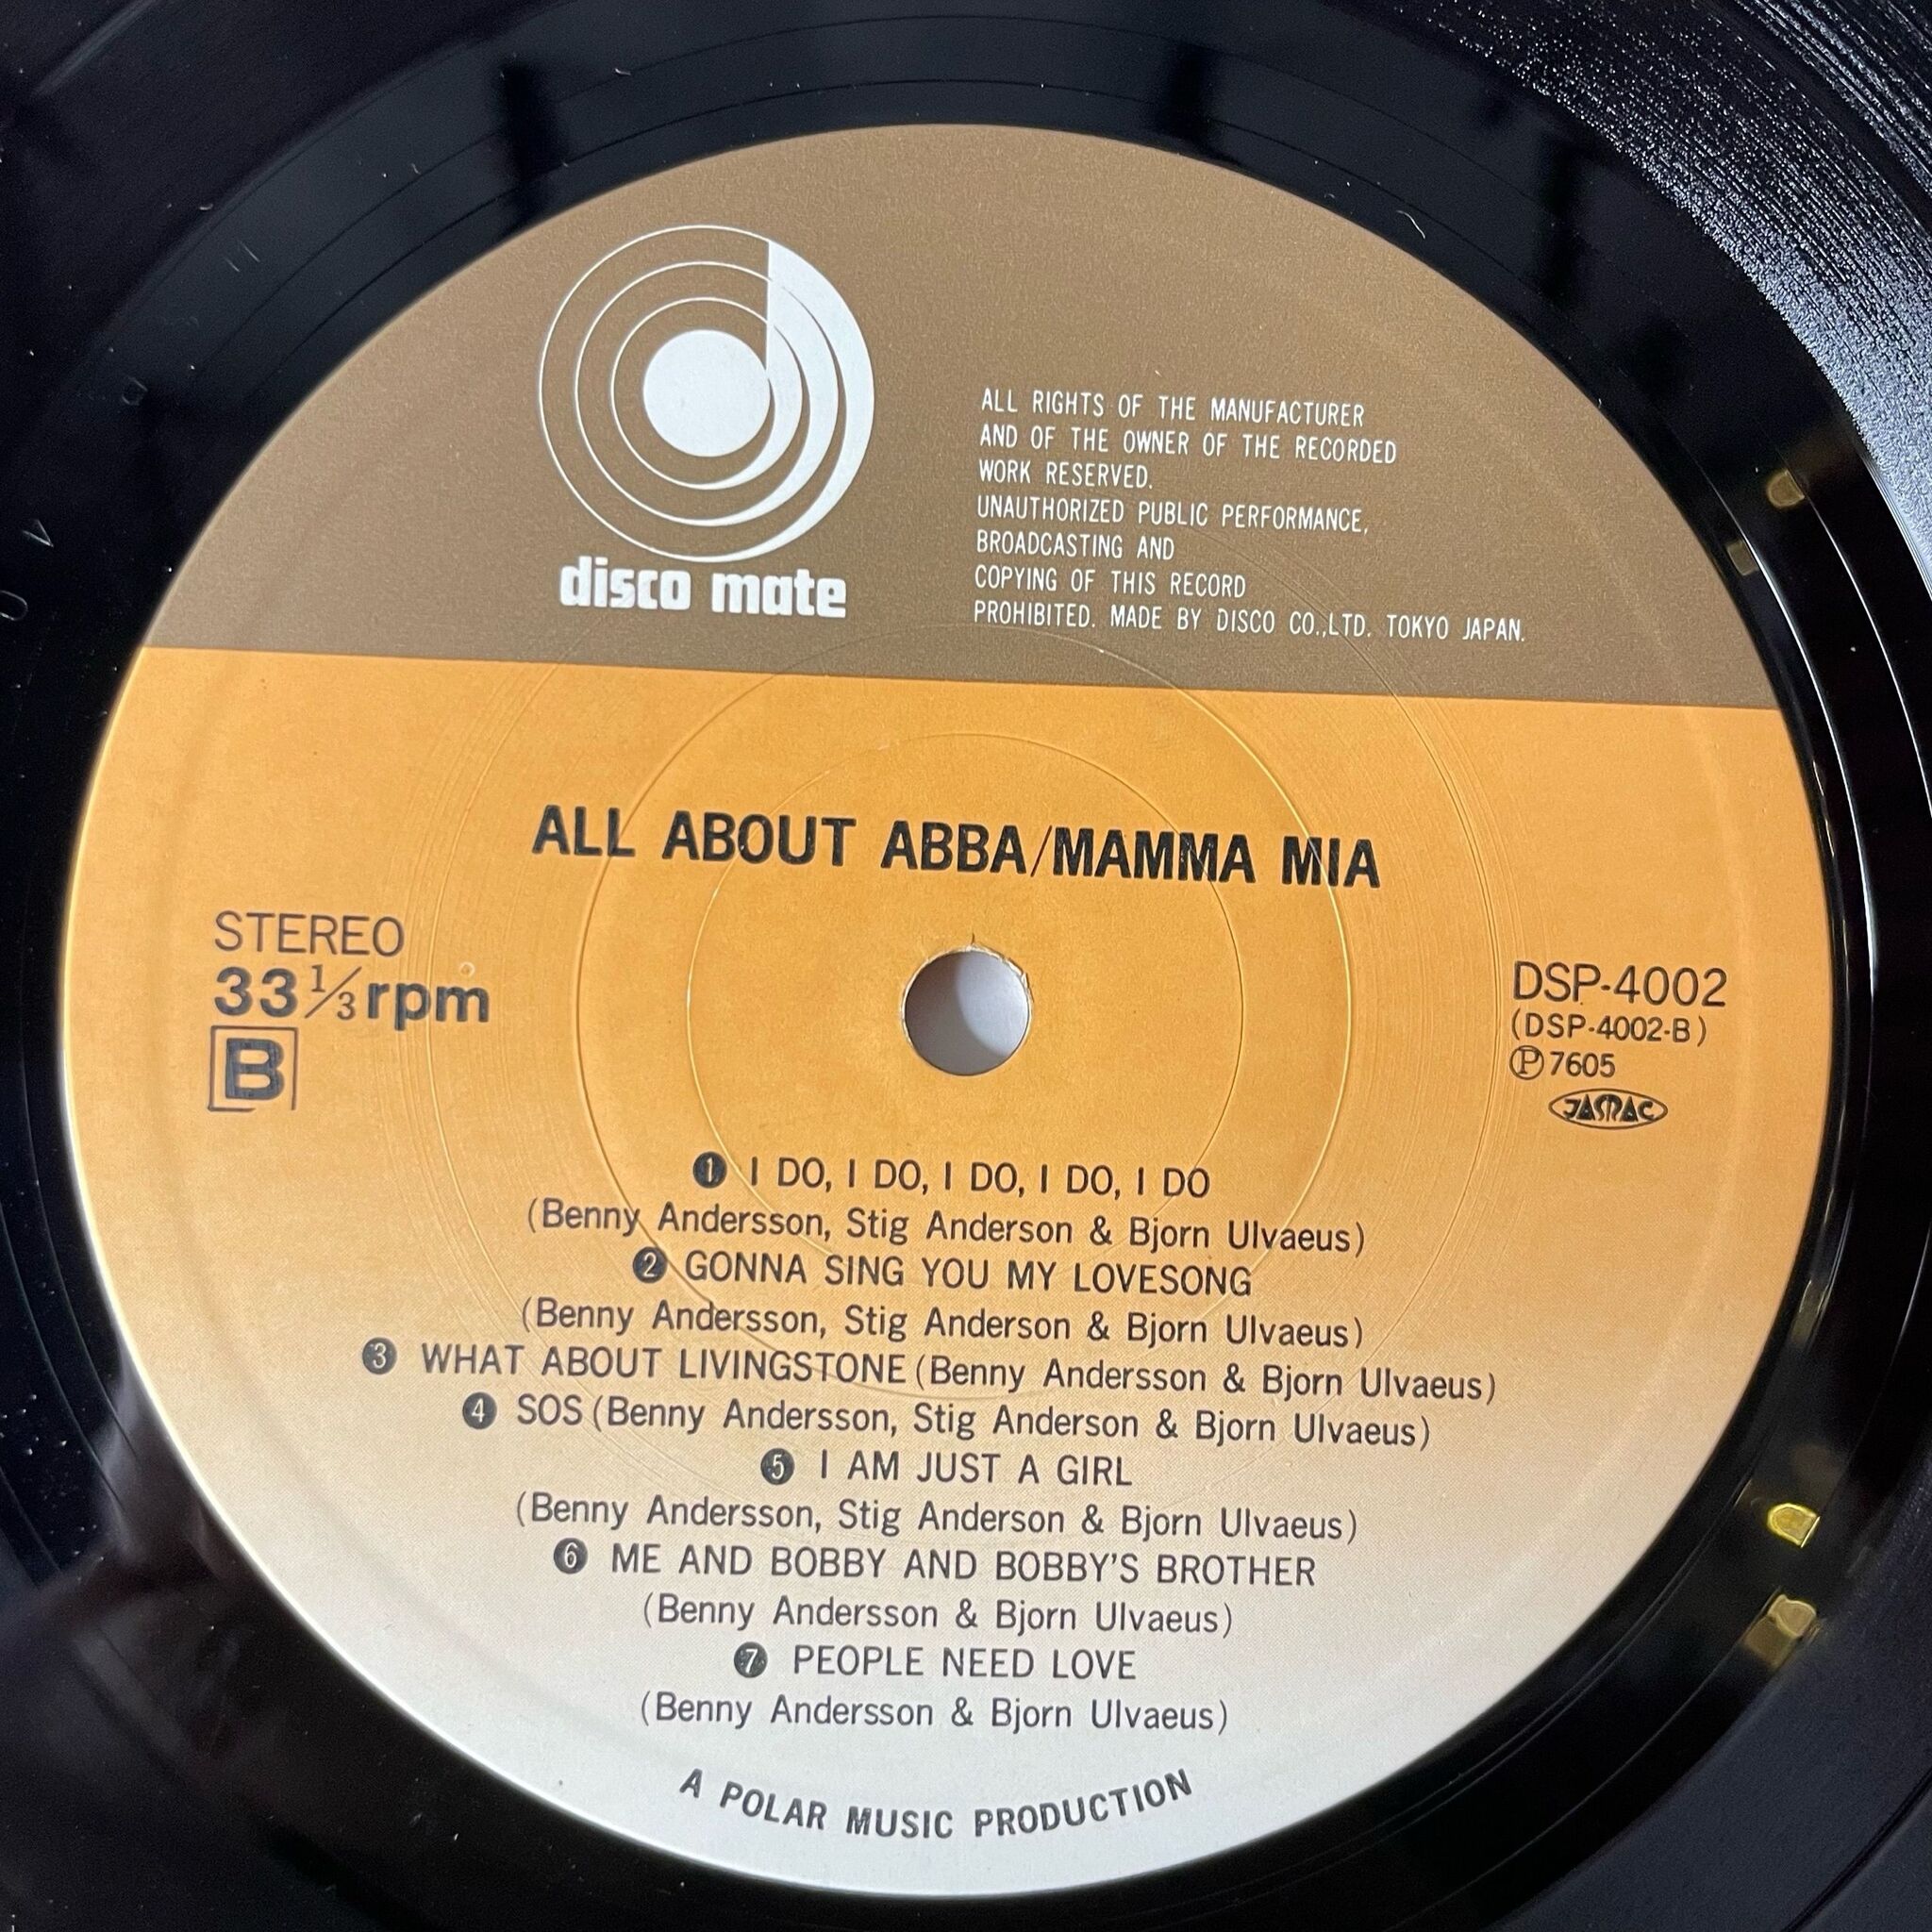 disco mate
ALL RIGHTS OF THE MANUFACTURER
AND OF THE OWNER OF THE RECORDED
WORK RESERVED.
UNAUTHORIZED PUBLIC PERFORMANCE,
BROADCASTING AND
COPYING OF THIS RECORD
PROHIBITED. MADE BY DISCO CO.,LTD. TOKYO JAPAN.
ALL ABOUT ABBA/MAMMA MIA
STEREO
33 1/3 rpm
B
DSP-4002
(DSP-4002-B)
Ⓟ7605
JASRAC
❶ I DO, I DO, I DO, I DO, I DO
(Benny Andersson, Stig Anderson & Bjorn Ulvaeus)
❷ GONNA SING YOU MY LOVESONG
(Benny Andersson, Stig Anderson & Bjorn Ulvaeus)
❸ WHAT ABOUT LIVINGSTONE (Benny Andersson & Bjorn Ulvaeus)
❹ SOS (Benny Andersson, Stig Anderson & Bjorn Ulvaeus)
❺ I AM JUST A GIRL
(Benny Andersson, Stig Anderson & Bjorn Ulvaeus)
❻ ME AND BOBBY AND BOBBY'S BROTHER
(Benny Andersson & Bjorn Ulvaeus)
❼ PEOPLE NEED LOVE
(Benny Andersson & Bjorn Ulvaeus)
A POLAR MUSIC PRODUCTION